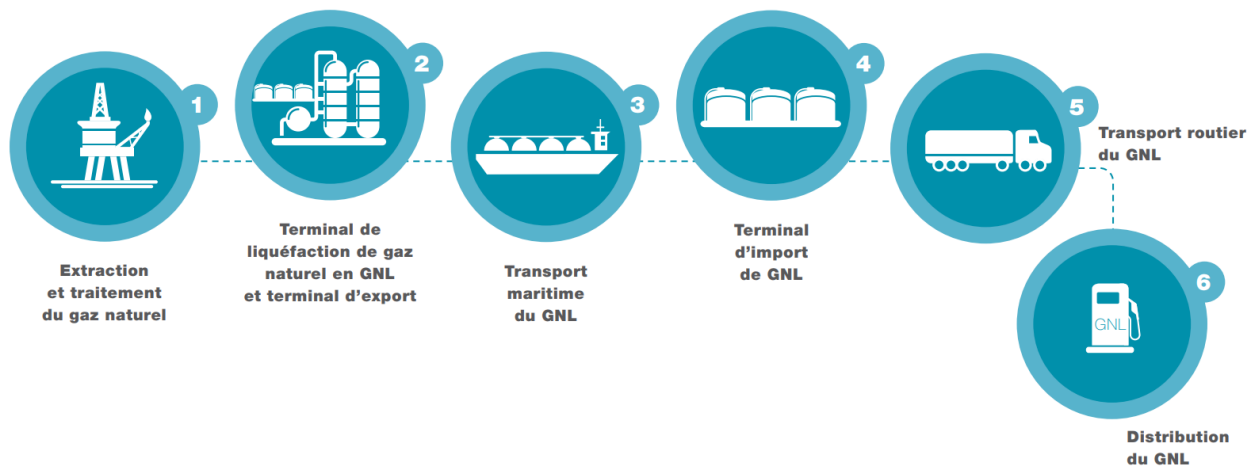 1
Extraction
et traitement
du gaz naturel
2
Terminal de
liquéfaction de gaz
naturel en GNL
et terminal d'export
3
Transport
maritime
du GNL
4
Terminal
d'import
de GNL
5
Transport routier
du GNL
6
GNL
Distribution
du GNL